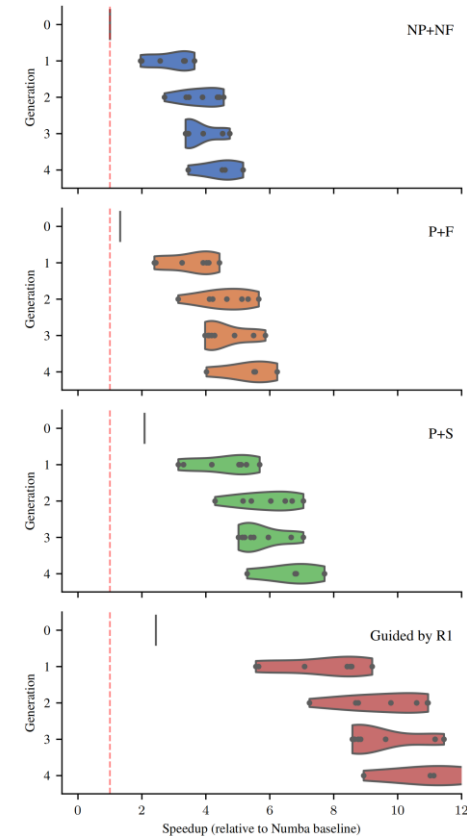 NP+NF
Generation
0
1
2
3
4
P+F
Generation
0
1
2
3
4
P+S
Generation
0
1
2
3
4
Guided by R1
Generation
0
1
2
3
4
0 2 4 6 8 10 12
Speedup (relative to Numba baseline)